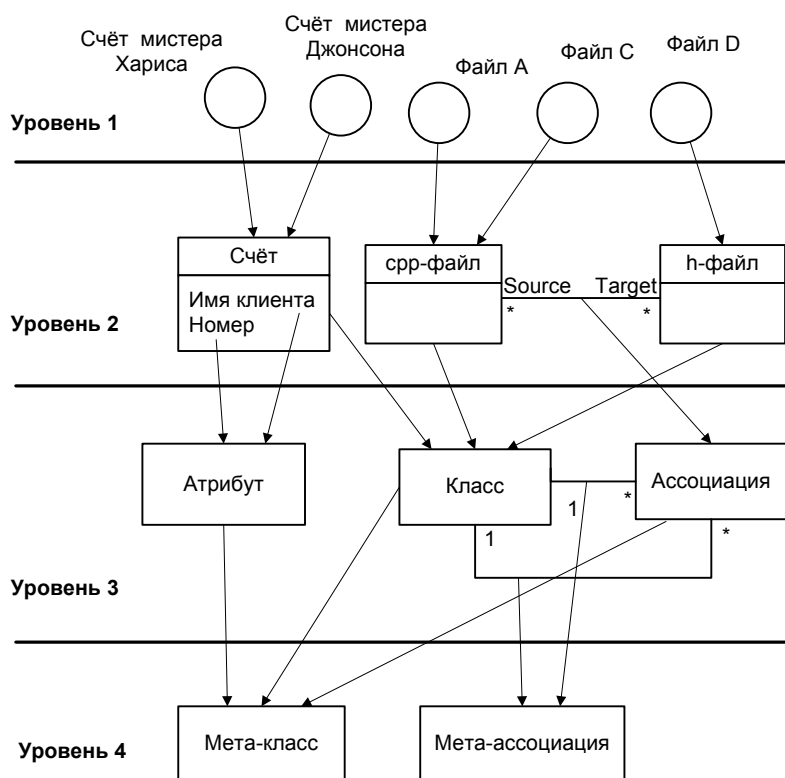 Счёт мистера
Хариса
Счёт мистера
Джонсона
Файл A
Файл C
Файл D
Уровень 1
Счёт
Имя клиента
Номер
cpp-файл
Source
Target
*
*
h-файл
Уровень 2
Атрибут
Класс
Ассоциация
1
*
1
*
Уровень 3
Мета-класс
Мета-ассоциация
Уровень 4